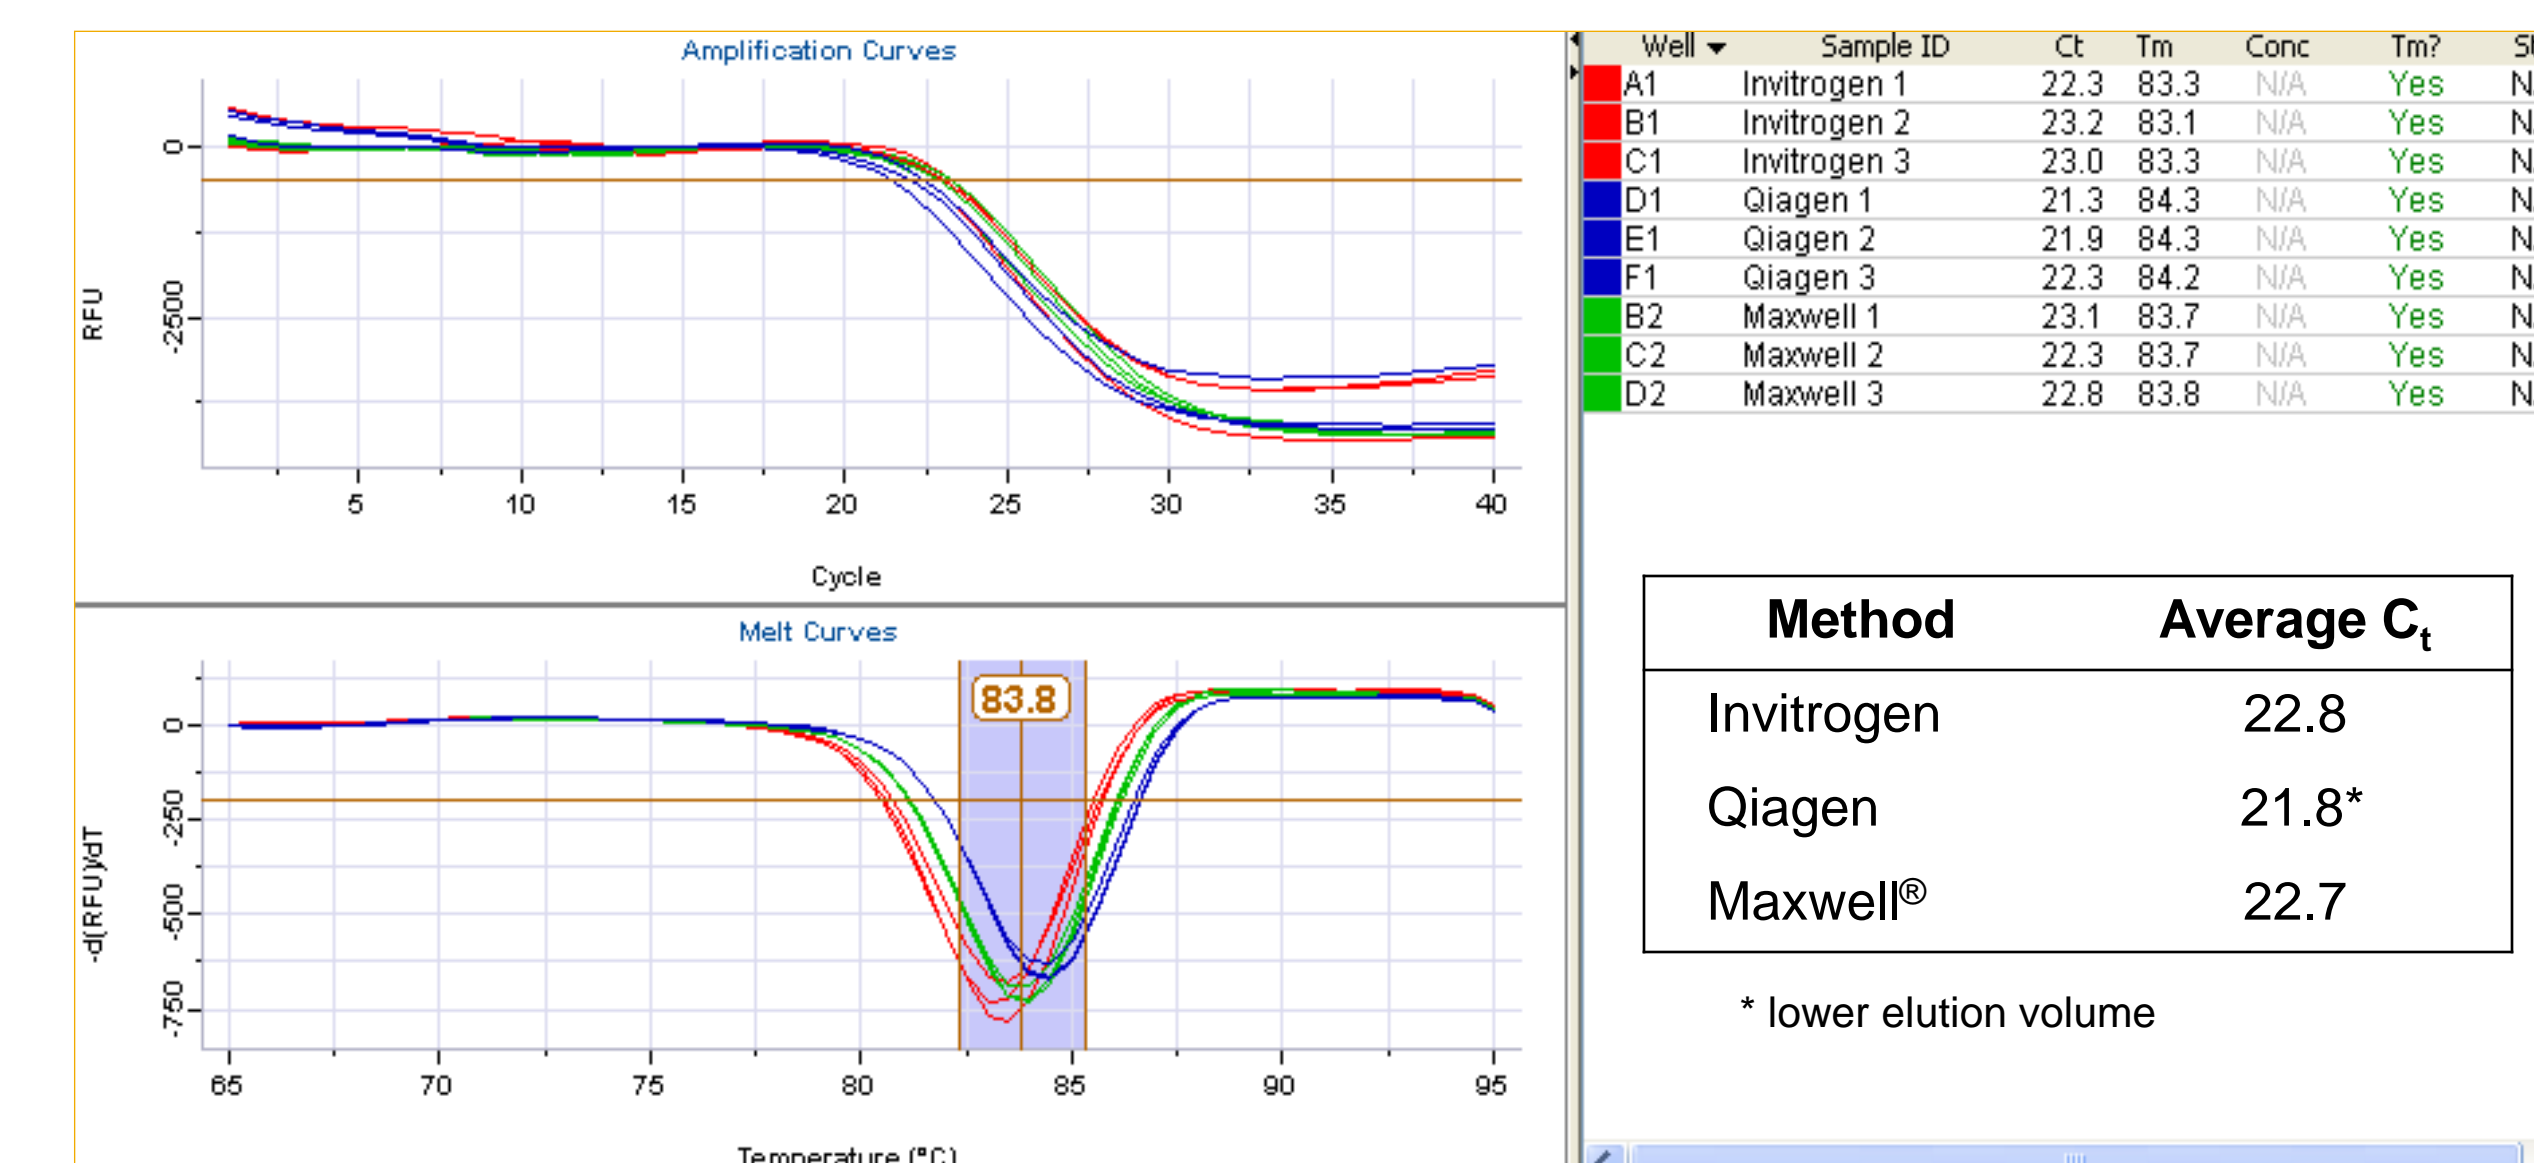 Amplification Curves
0
-2500
RFU
5 10 15 20 25 30 35 40
Cycle
Melt Curves
83.8
0
-250
-500
-750
-d(RFU)/dT
65 70 75 80 85 90 95
Temperature (°C)
Well Sample ID Ct Tm Conc Tm?
A1 Invitrogen 1 22.3 83.3 N/A Yes
B1 Invitrogen 2 23.2 83.1 N/A Yes
C1 Invitrogen 3 23.0 83.3 N/A Yes
D1 Qiagen 1 21.3 84.3 N/A Yes
E1 Qiagen 2 21.9 84.3 N/A Yes
F1 Qiagen 3 22.3 84.2 N/A Yes
B2 Maxwell 1 23.1 83.7 N/A Yes
C2 Maxwell 2 22.3 83.7 N/A Yes
D2 Maxwell 3 22.8 83.8 N/A Yes
Method Average Ct
Invitrogen 22.8
Qiagen 21.8*
Maxwell® 22.7
* lower elution volume